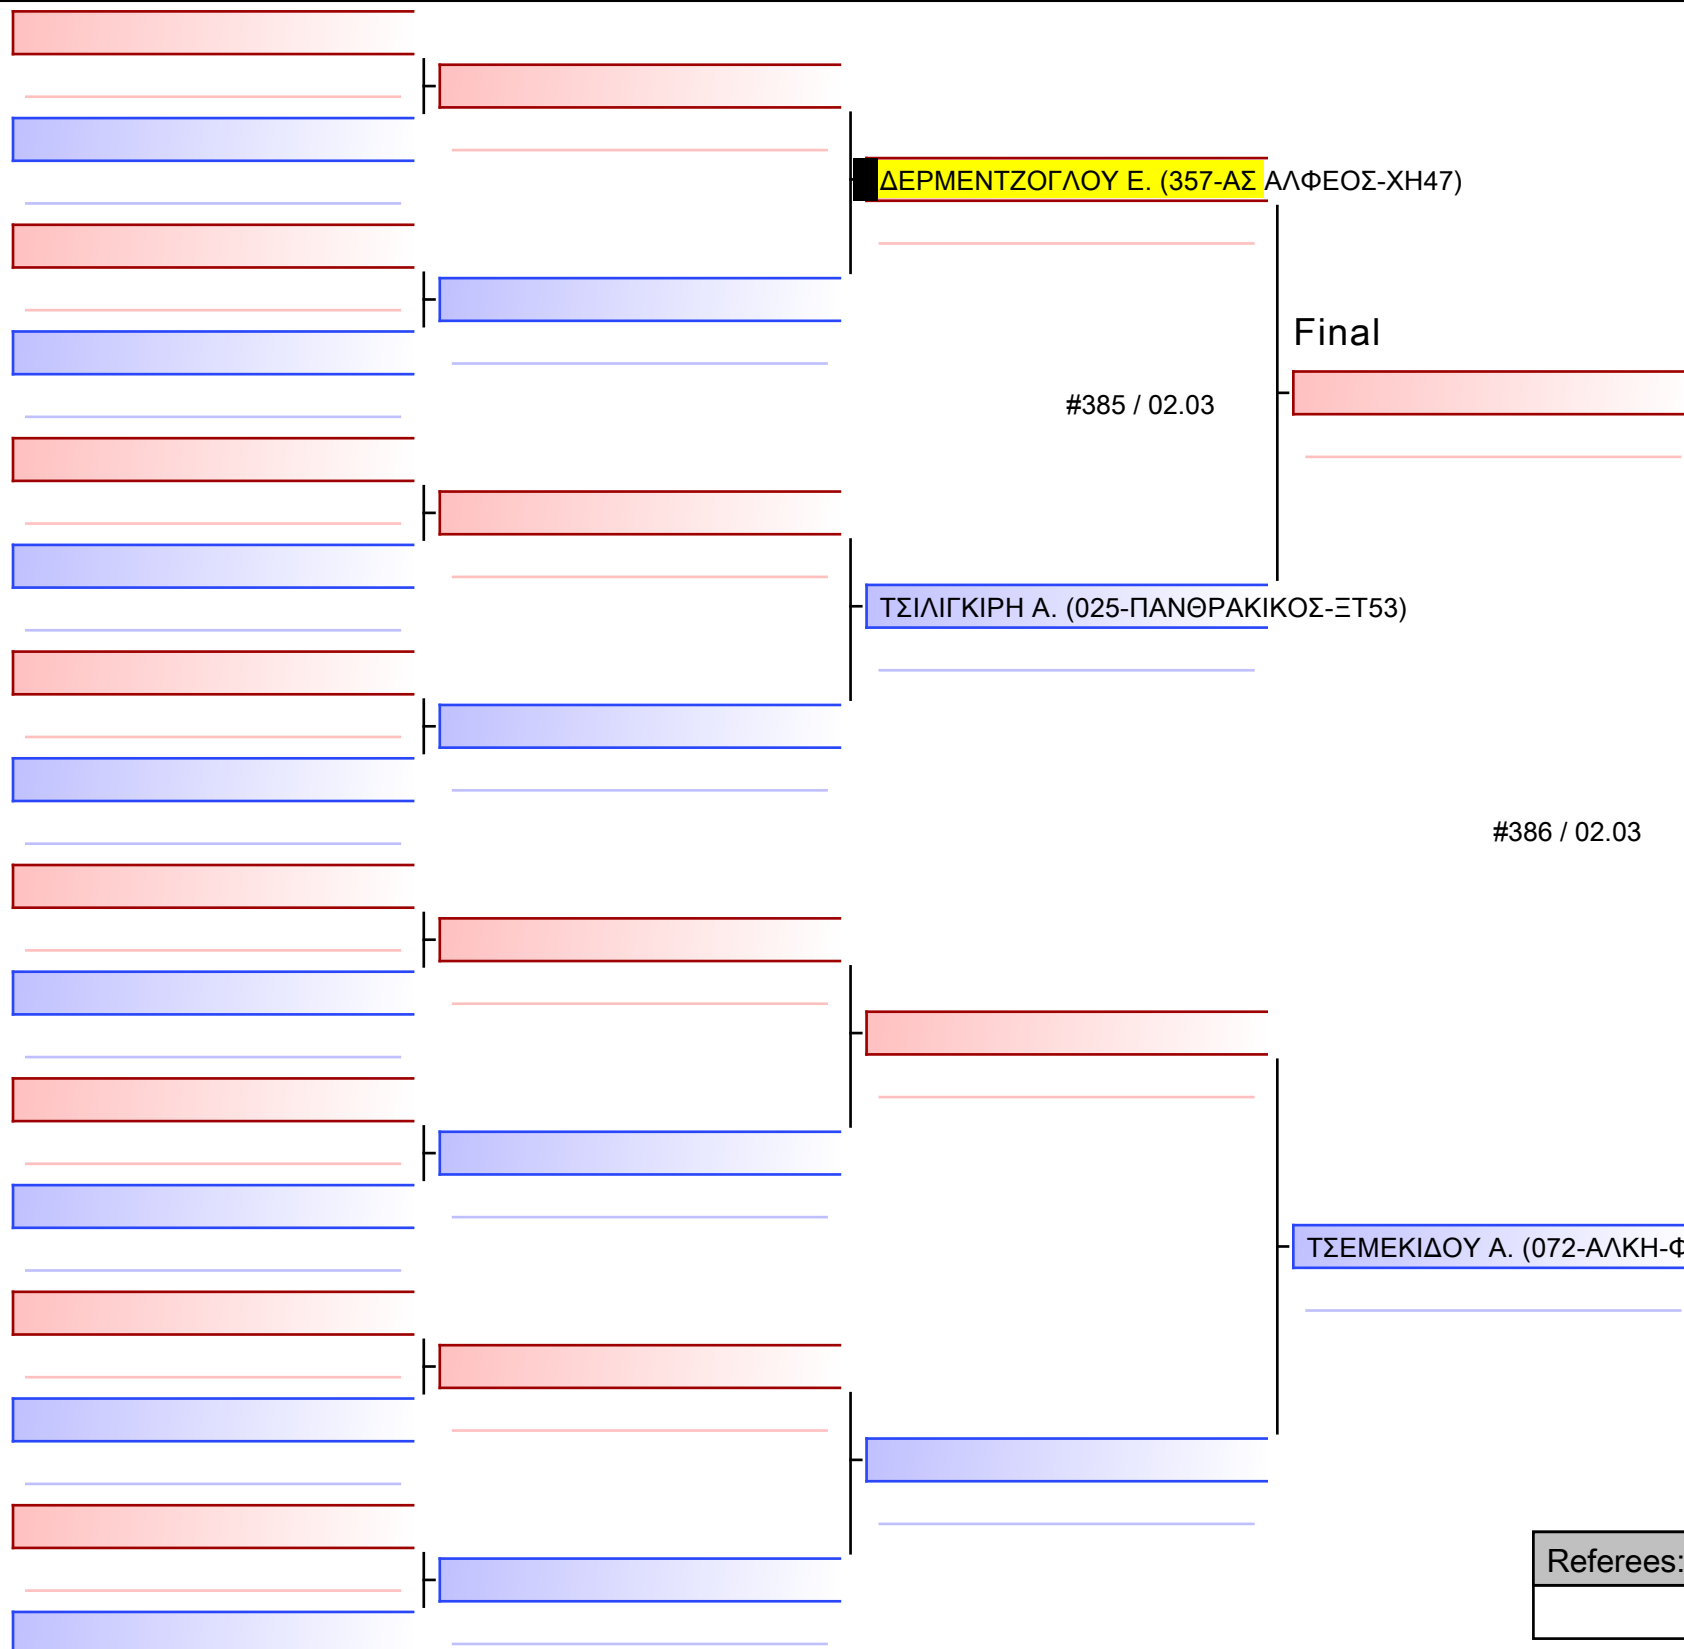 ΔΕΡΜΕΝΤΖΟΓΛΟΥ Ε. (357-ΑΣ ΑΛΦΕΟΣ-ΧΗ47)
Final
#385 / 02.03
ΤΣΙΛΙΓΚΙΡΗ Α. (025-ΠΑΝΘΡΑΚΙΚΟΣ-ΞΤ53)
#386 / 02.03
ΤΣΕΜΕΚΙΔΟΥ Α. (072-ΑΛΚΗ-Φ
Referees: